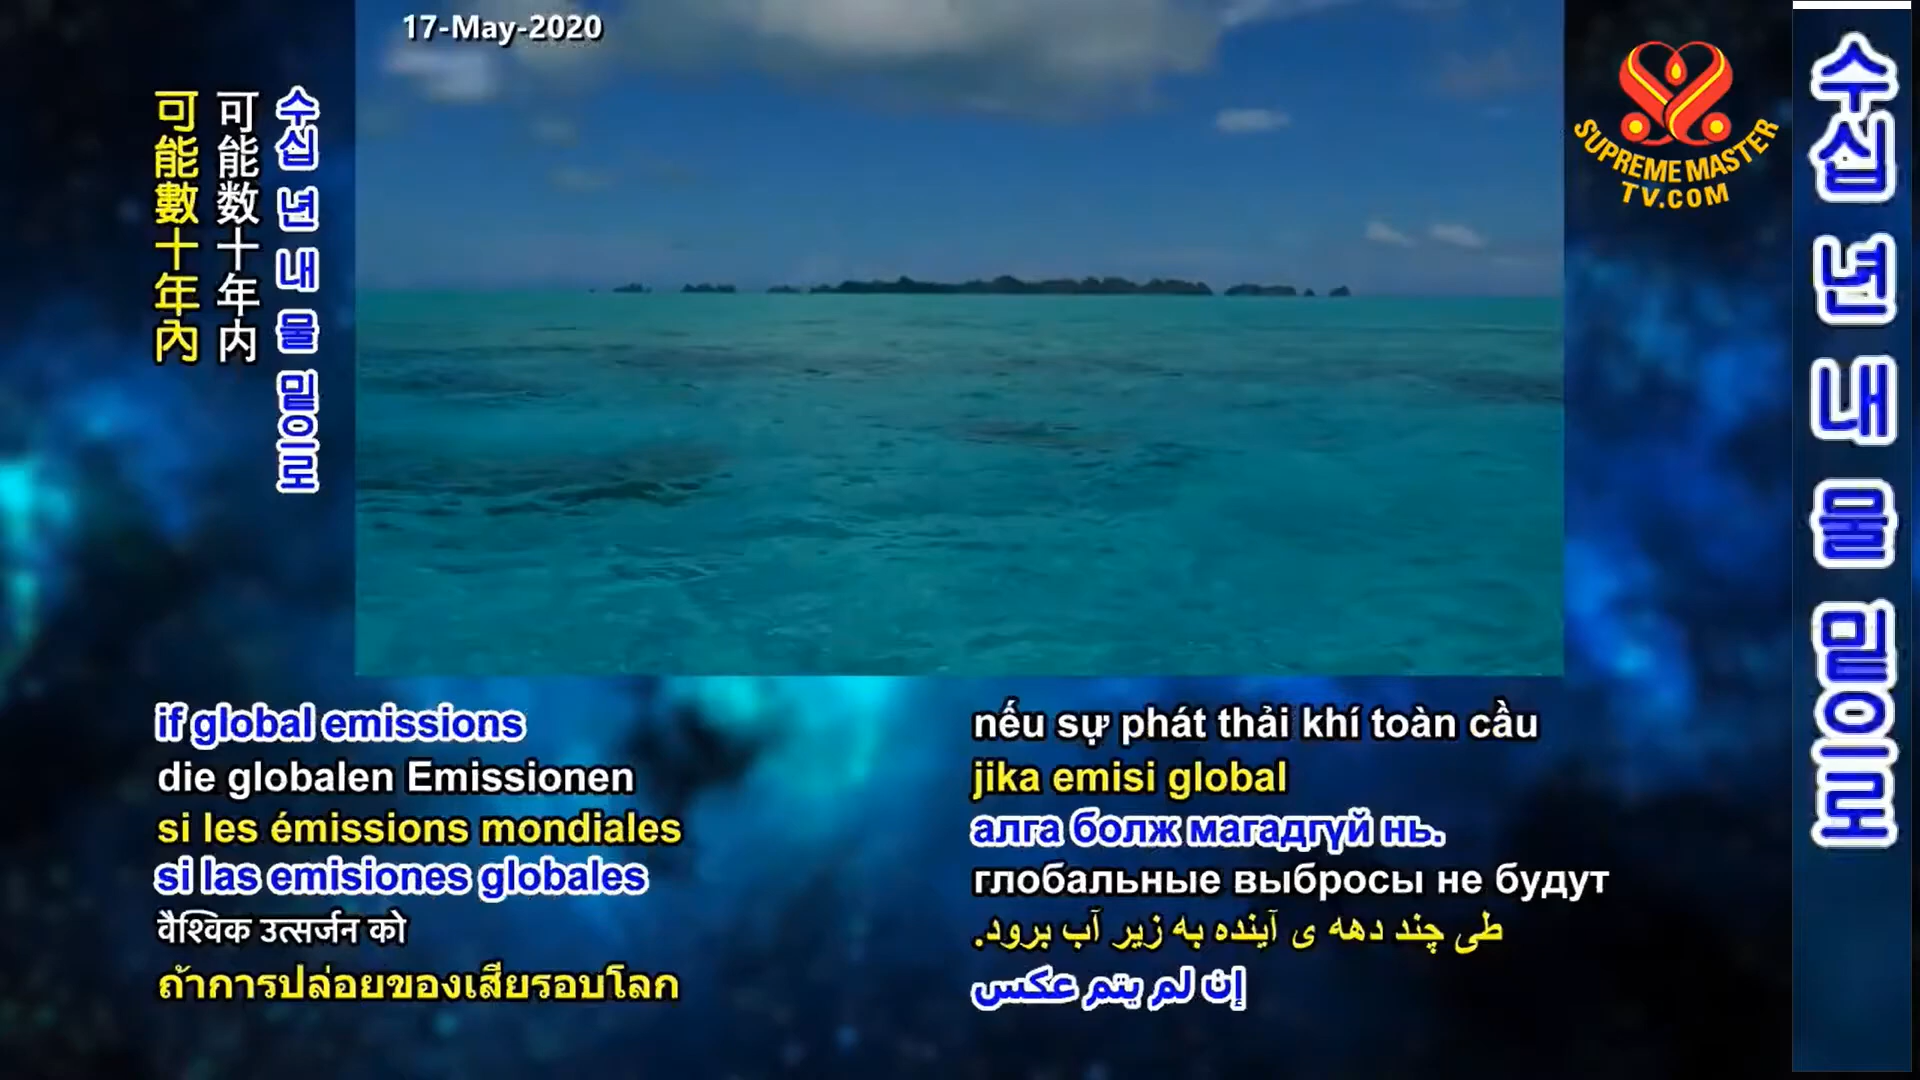 17-May-2020
SUPREME MASTER
TV.COM
수십 년 내 물 밑으로
수십 년 내 물 밑으로
可能数十年内
可能數十年內
if global emissions
die globalen Emissionen
si les émissions mondiales
si las emisiones globales
वैश्विक उत्सर्जन को
ถ้าการปล่อยของเสียรอบโลก
nếu sự phát thải khí toàn cầu
jika emisi global
алга болж магадгүй нь.
глобальные выбросы не будут
طی چند دهه ی آینده به زیر آب برود.
إن لم يتم عكس